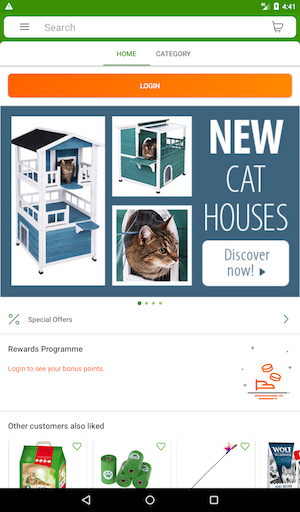 4:41
Search
HOME
CATEGORY
LOGIN
NEW
CAT
HOUSES
Discover
now!
Special Offers
Rewards Programme
Login to see your bonus points.
Other customers also liked
WOLF